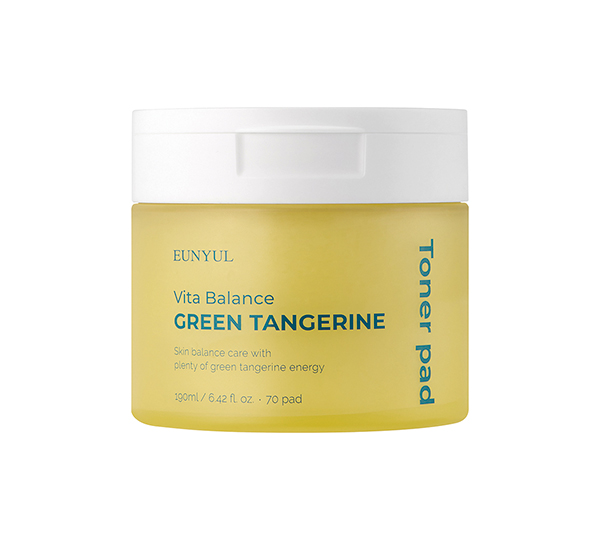 EUNYUL
Vita Balance
GREEN TANGERINE
Skin balance care with
plenty of green tangerine energy
190ml / 6.42 fl. oz. • 70 pad
Toner pad